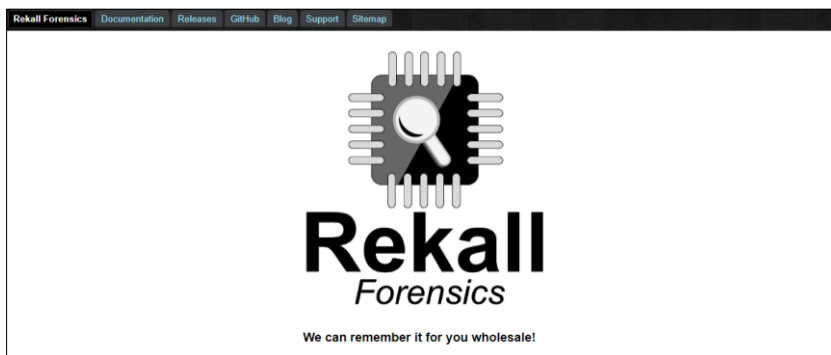 Rekall Forensics Documentation Releases GitHub Blog Support Sitemap
Rekall
Forensics
We can remember it for you wholesale!